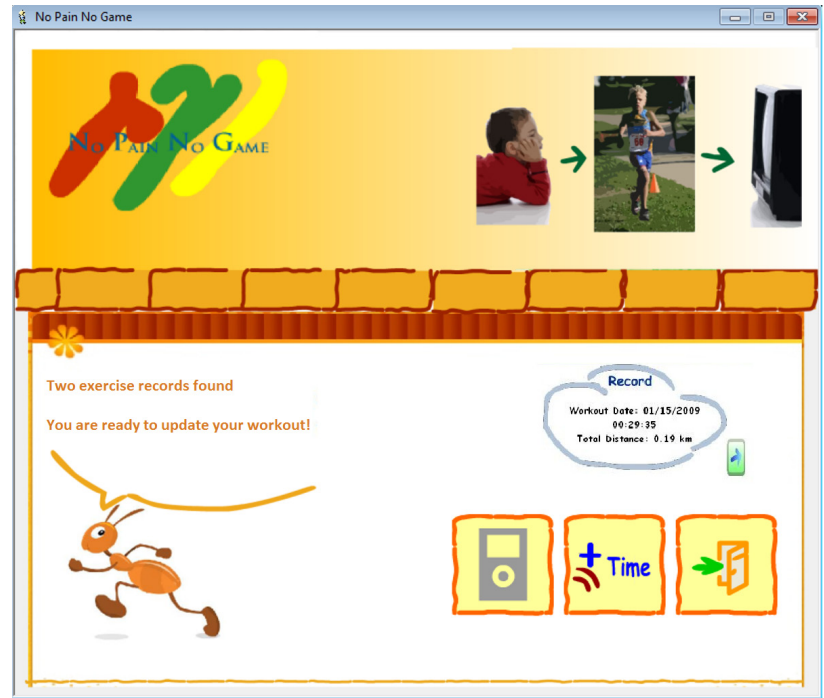 No Pain No Game
No Pain No Game
66
Two exercise records found
You are ready to update your workout!
Record
Workout Date: 01/15/2009
00:29:35
Total Distance: 0.19 km
+ Time